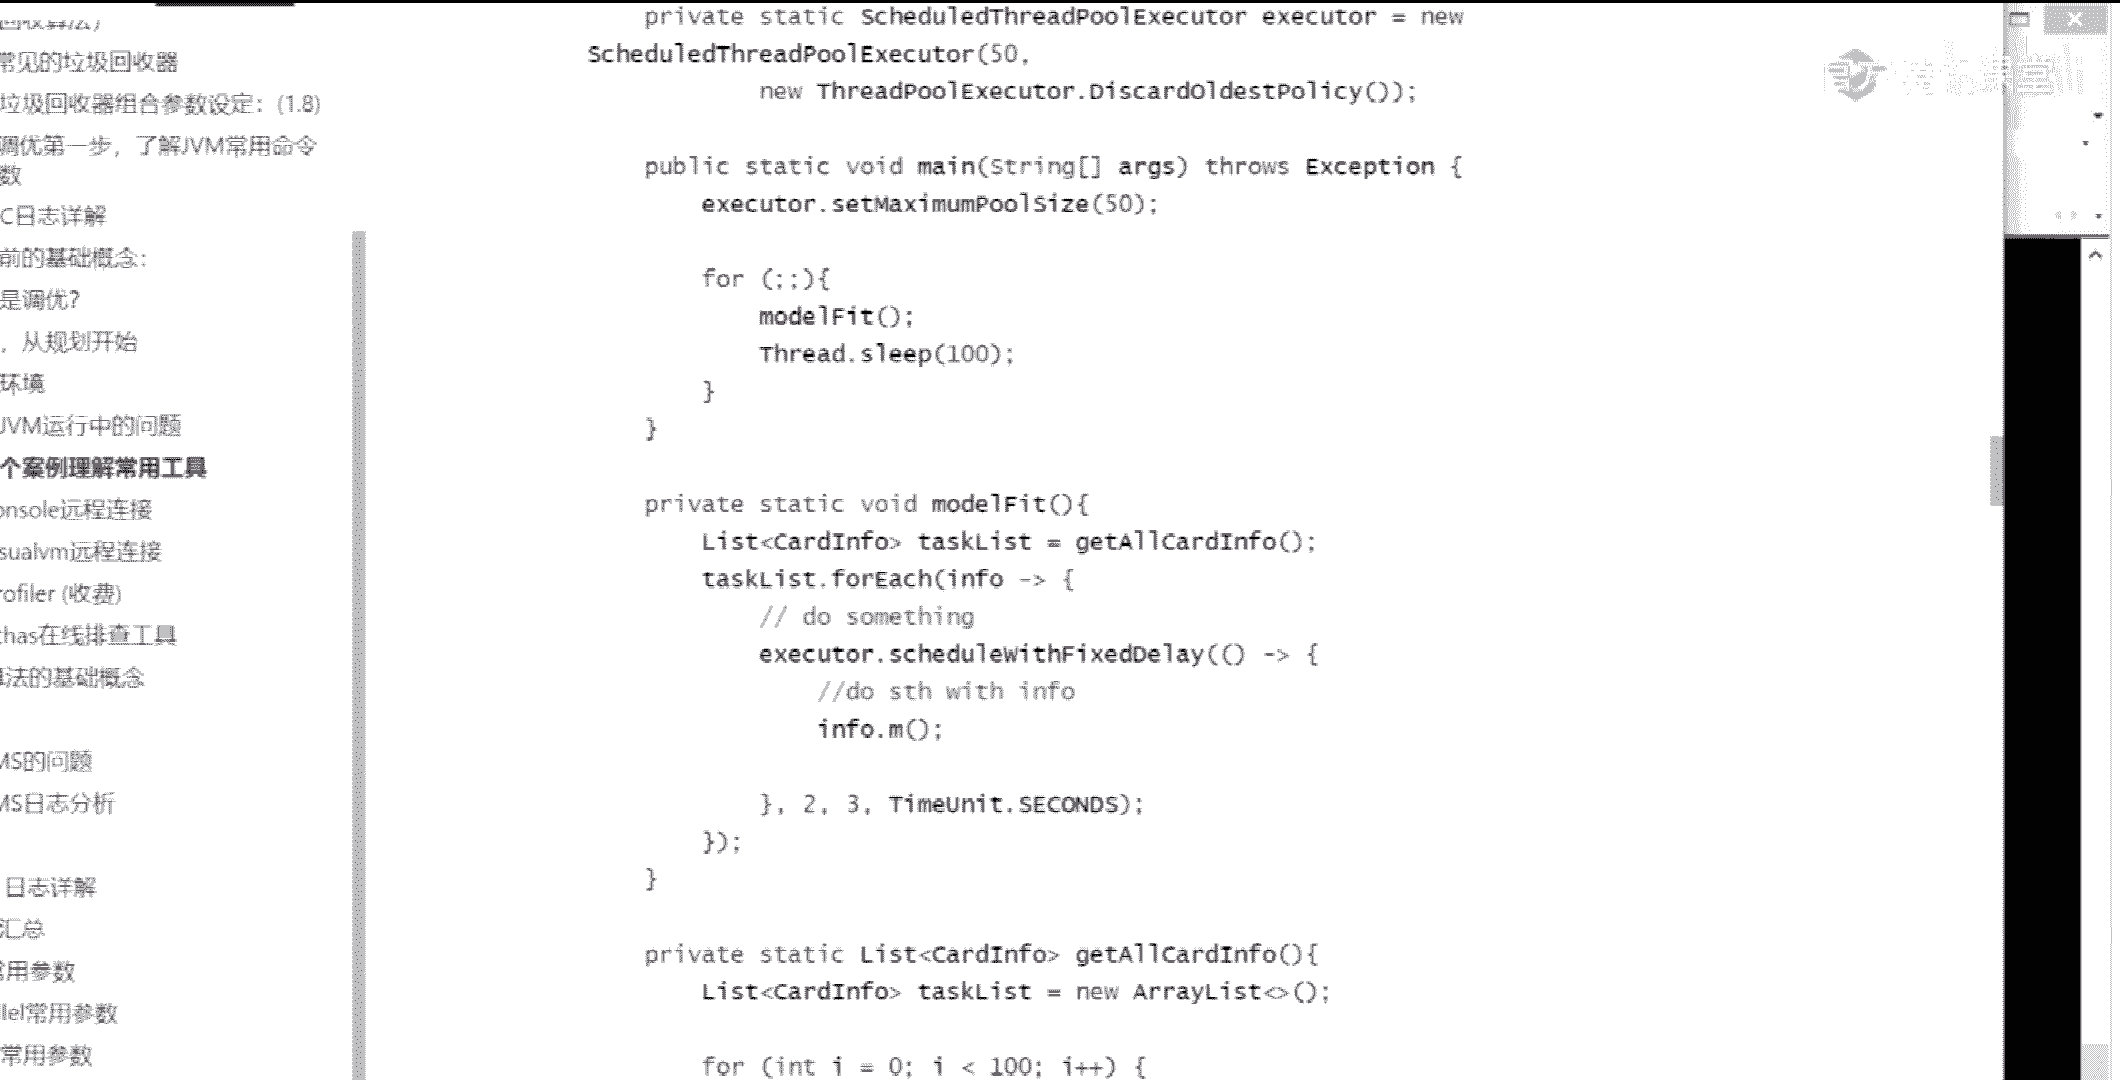 常见的垃圾回收器
垃圾回收器组合参数设定：(1.8)
调优第一步，了解JVM常用命令
数
C日志详解
前的基础概念：
是调优？
，从规划开始
环境
JVM运行中的问题
个案例理解常用工具
onsole远程连接
sualvm远程连接
rofiler (收费)
thas在线排查工具
算法的基础概念
MS的问题
MS日志分析
日志详解
汇总
常用参数
llel常用参数
常用参数
private static ScheduledThreadPoolExecutor executor = new
ScheduledThreadPoolExecutor(50,
new ThreadPoolExecutor.DiscardOldestPolicy());
public static void main(String[] args) throws Exception {
executor.setMaximumPoolSize(50);
for (;;){
modelFit();
Thread.sleep(100);
}
}
private static void modelFit(){
List<CardInfo> taskList = getAllCardInfo();
taskList.forEach(info -> {
// do something
executor.scheduleWithFixedDelay(() -> {
//do sth with info
info.m();
}, 2, 3, TimeUnit.SECONDS);
});
}
private static List<CardInfo> getAllCardInfo(){
List<CardInfo> taskList = new ArrayList<>();
for (int i = 0; i < 100; i++) {